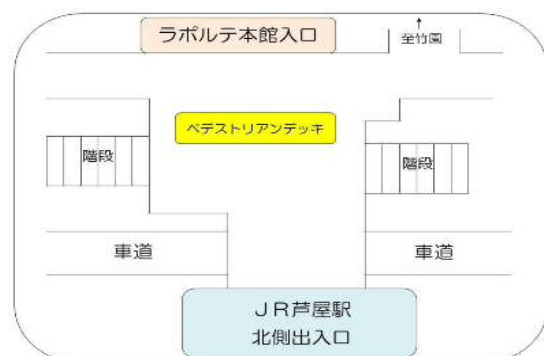 ラポルテ本館入口
至竹園
ペデストリアンデッキ
階段
階段
車道
車道
ＪＲ芦屋駅
北側出入口